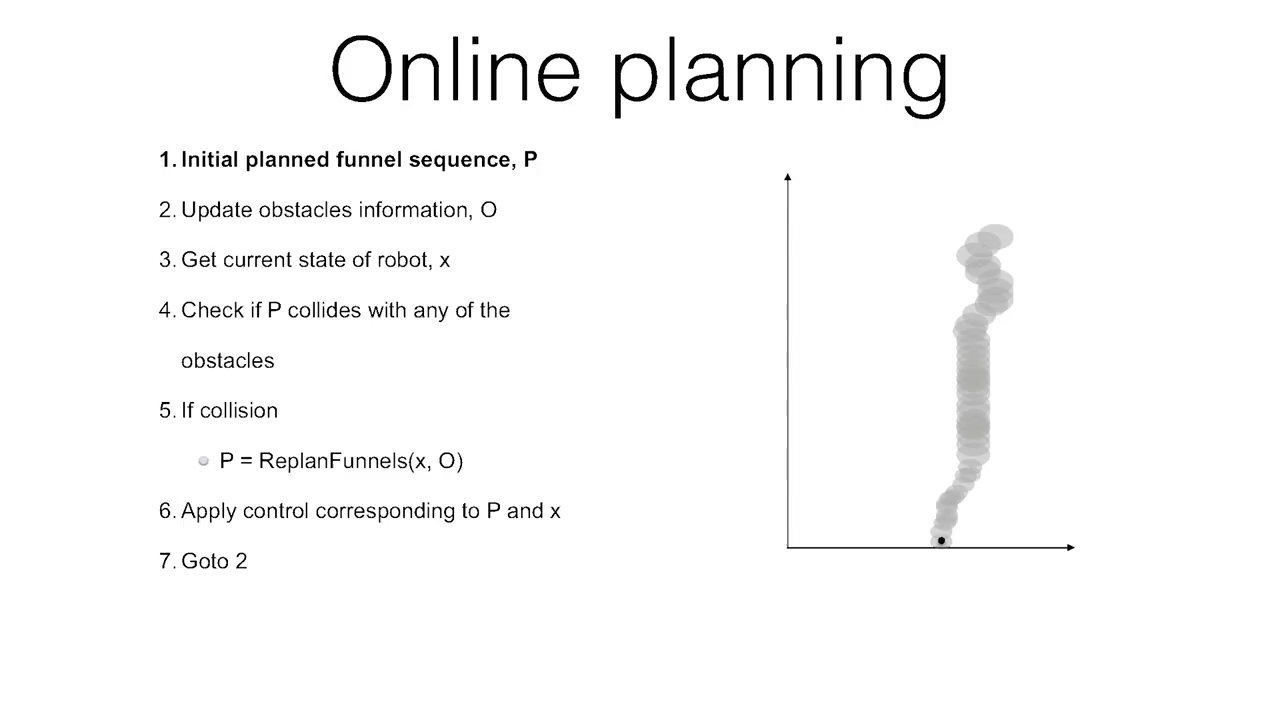 Online planning
1. Initial planned funnel sequence, P
2. Update obstacles information, O
3. Get current state of robot, x
4. Check if P collides with any of the
obstacles
5. If collision
P = ReplanFunnels(x, O)
6. Apply control corresponding to P and x
7. Goto 2